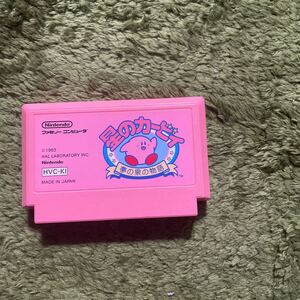 Nintendo
ファミリー コンピュータ
©1993
HAL LABORATORY INC.
Nintendo
HVC-KI
MADE IN JAPAN
星のカービィ
夢の泉の物語